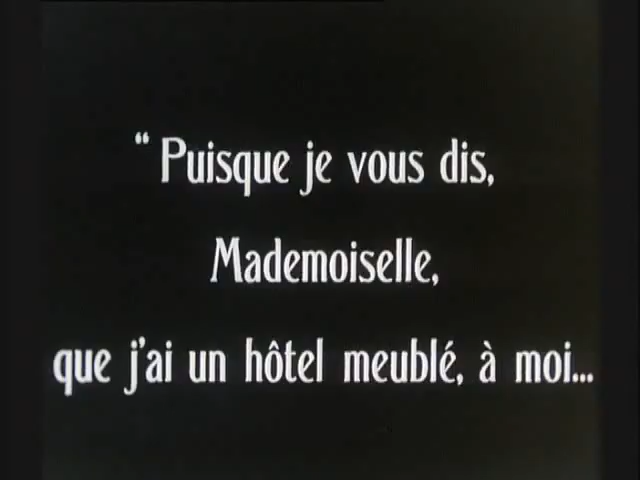 “ Puisque je vous dis,
Mademoiselle,
que j'ai un hôtel meublé, à moi...